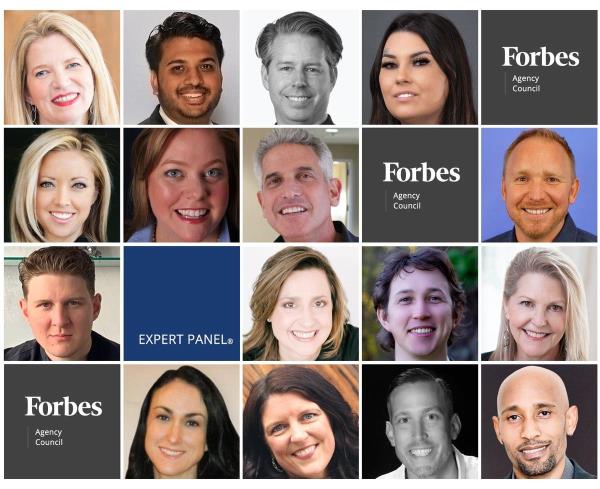 Forbes
Agency
Council
Forbes
Agency
Council
EXPERT PANEL®
Forbes
Agency
Council